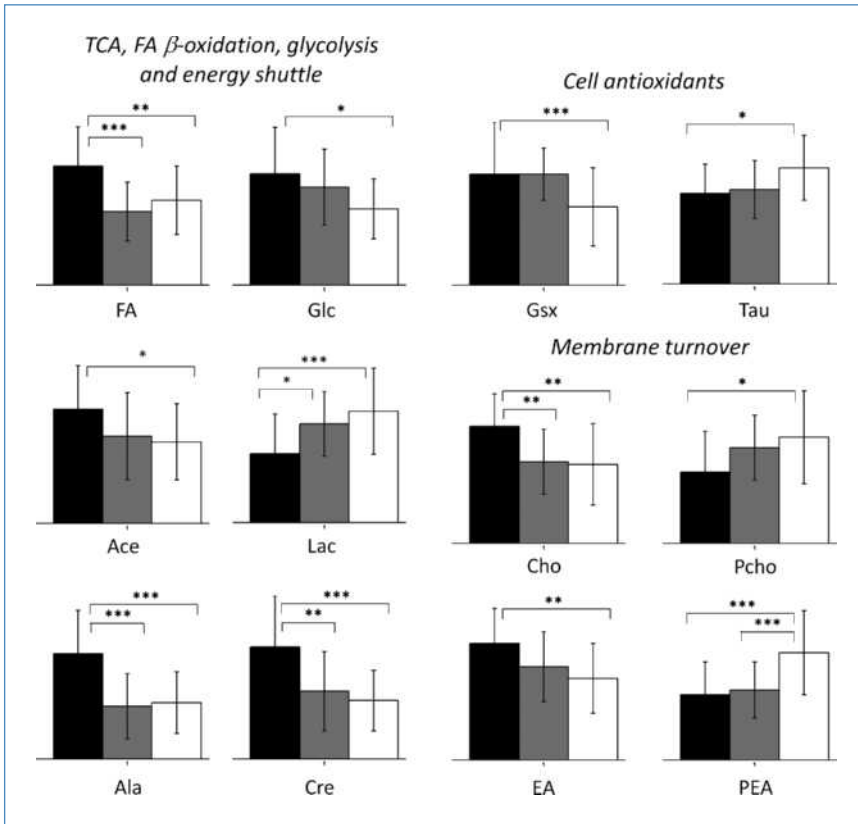 TCA, FA β-oxidation, glycolysis
and energy shuttle
**
***
FA
*
Glc
*
Ace
***
*
Lac
***
***
Ala
***
**
Cre
Cell antioxidants
***
Gsx
*
Tau
Membrane turnover
**
**
Cho
*
Pcho
**
EA
***
***
PEA